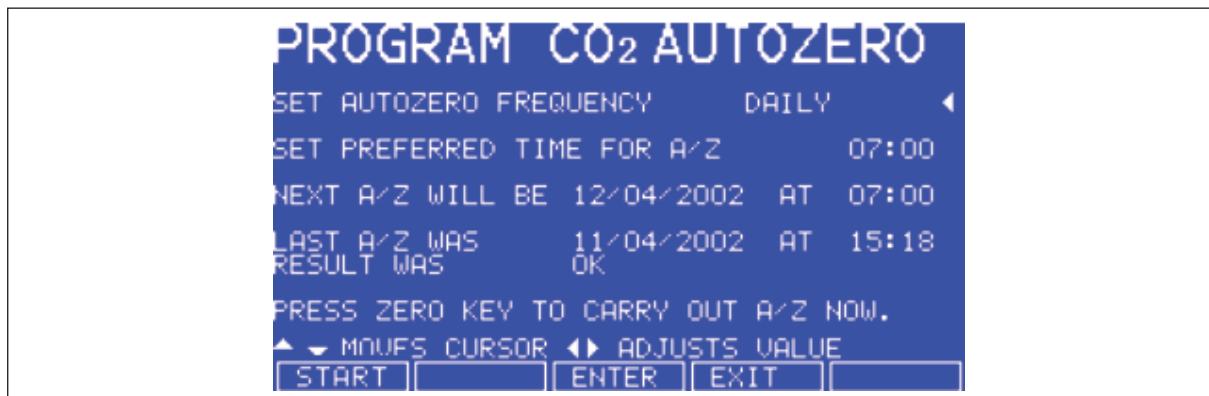 PROGRAM CO₂ AUTOZERO
SET AUTOZERO FREQUENCY DAILY
SET PREFERRED TIME FOR A/Z 07:00
NEXT A/Z WILL BE 12/04/2002 AT 07:00
LAST A/Z WAS 11/04/2002 AT 15:18
RESULT WAS OK
PRESS ZERO KEY TO CARRY OUT A/Z NOW.
MOVES CURSOR ADJUSTS VALUE
START ENTER EXIT